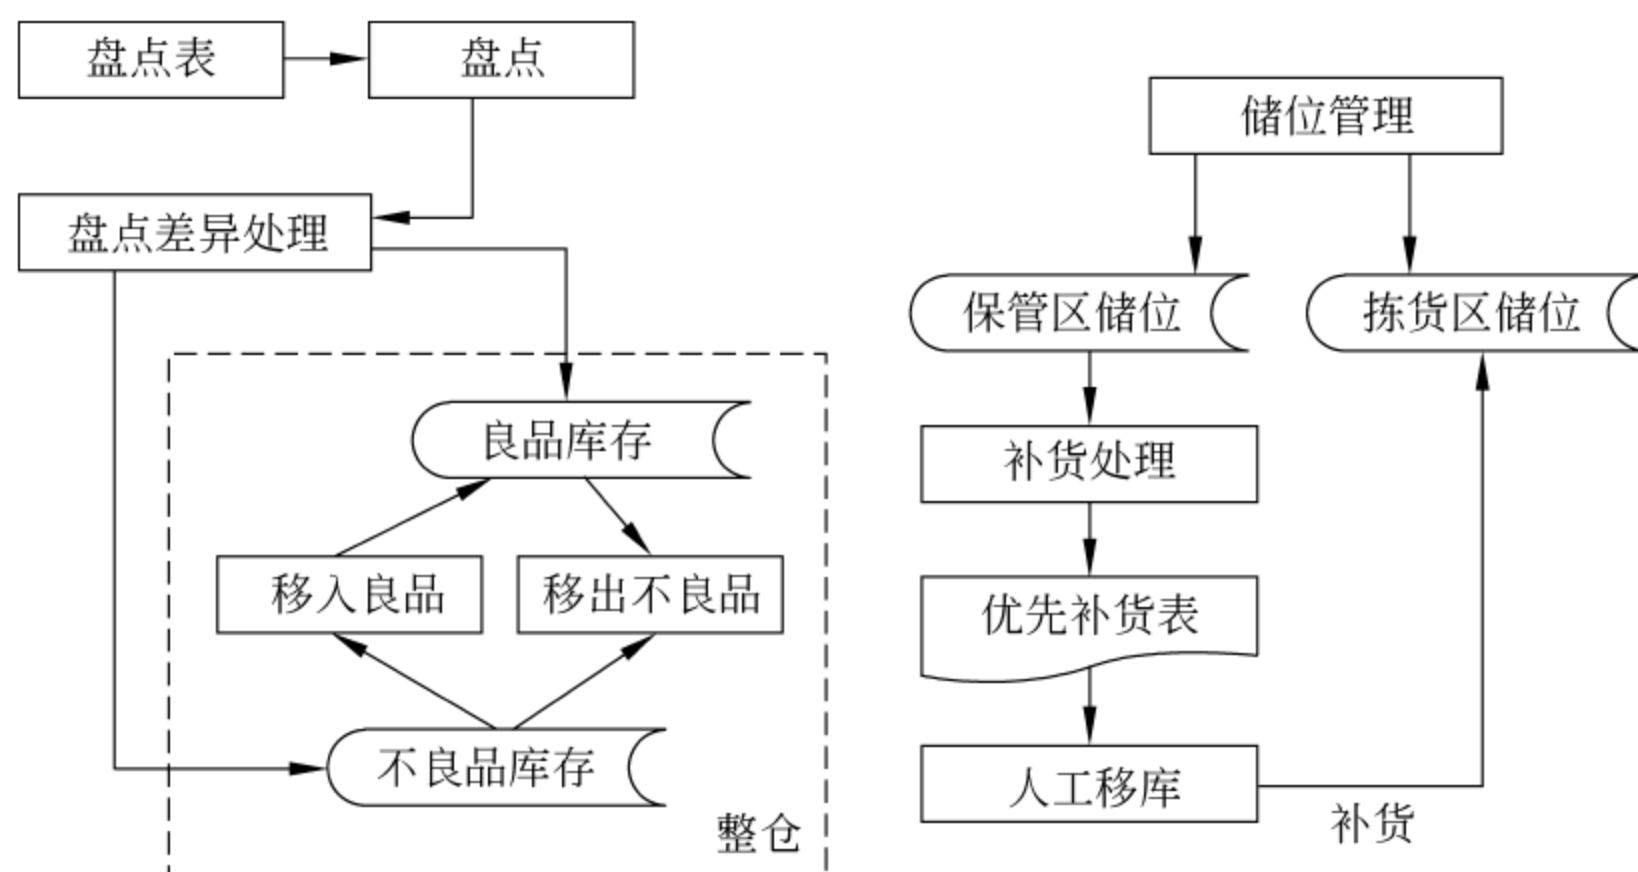 盘点表
盘点
盘点差异处理
良品库存
移入良品
移出不良品
不良品库存
整仓
储位管理
保管区储位
拣货区储位
补货处理
优先补货表
人工移库
补货